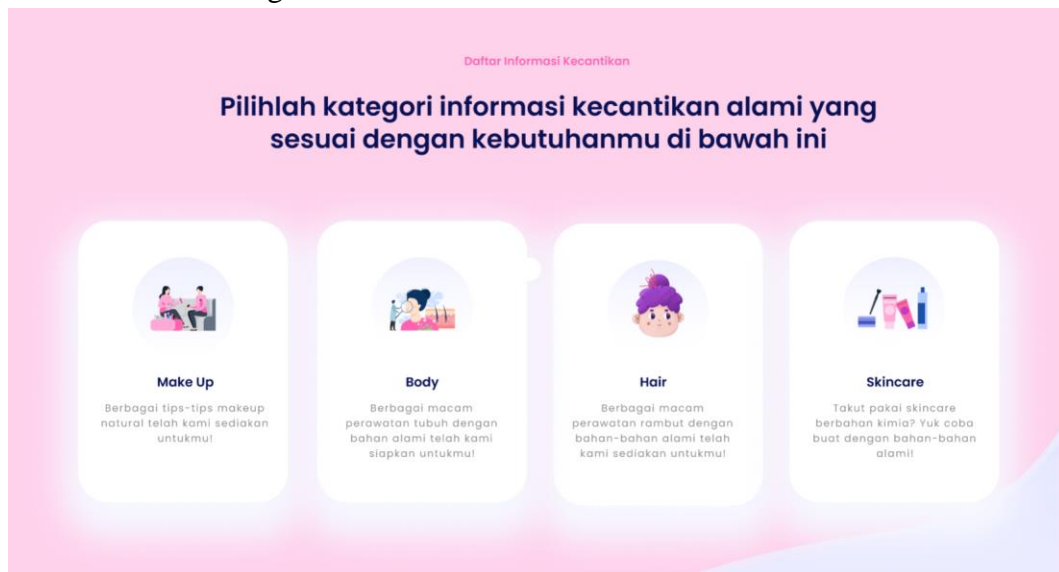 Daftar Informasi Kecantikan
Pilihlah kategori informasi kecantikan alami yang
sesuai dengan kebutuhanmu di bawah ini
Make Up
Berbagai tips-tips makeup
natural telah kami sediakan
untukmu!
Body
Berbagai macam
perawatan tubuh dengan
bahan alami telah kami
siapkan untukmu!
Hair
Berbagai macam
perawatan rambut dengan
bahan-bahan alami telah
kami sediakan untukmu!
Skincare
Takut pakai skincare
berbahan kimia? Yuk coba
buat dengan bahan-bahan
alami!